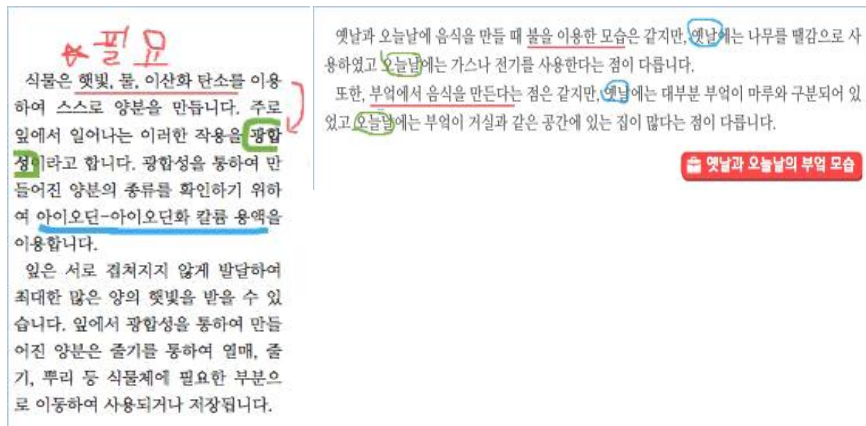 필요
식물은 햇빛, 물, 이산화 탄소를 이용
하여 스스로 양분을 만듭니다. 주로
잎에서 일어나는 이러한 작용을 광합
성이라고 합니다. 광합성을 통하여 만
들어진 양분의 종류를 확인하기 위하
여 아이오딘-아이오딘화 칼륨 용액을
이용합니다.
잎은 서로 겹쳐지지 않게 발달하여
최대한 많은 양의 햇빛을 받을 수 있
습니다. 잎에서 광합성을 통하여 만들
어진 양분은 줄기를 통하여 열매, 줄
기, 뿌리 등 식물체에 필요한 부분으
로 이동하여 사용되거나 저장됩니다.
옛날과 오늘날에 음식을 만들 때 불을 이용한 모습은 같지만, 옛날에는 나무를 땔감으로 사
용하였고 오늘날에는 가스나 전기를 사용한다는 점이 다릅니다.
또한, 부엌에서 음식을 만든다는 점은 같지만, 옛날에는 대부분 부엌이 마루와 구분되어 있
었고 오늘날에는 부엌이 거실과 같은 공간에 있는 집이 많다는 점이 다릅니다.
옛날과 오늘날의 부엌 모습